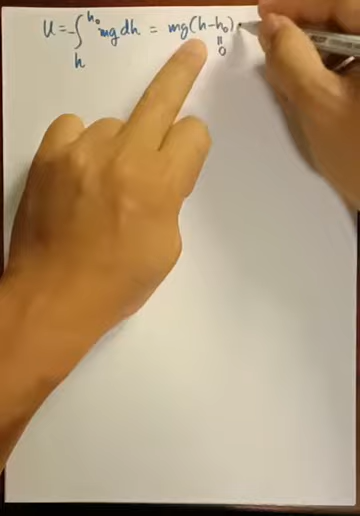 U = -∫_h^{h₀} mg dh = mg(h-h₀)
॥
0